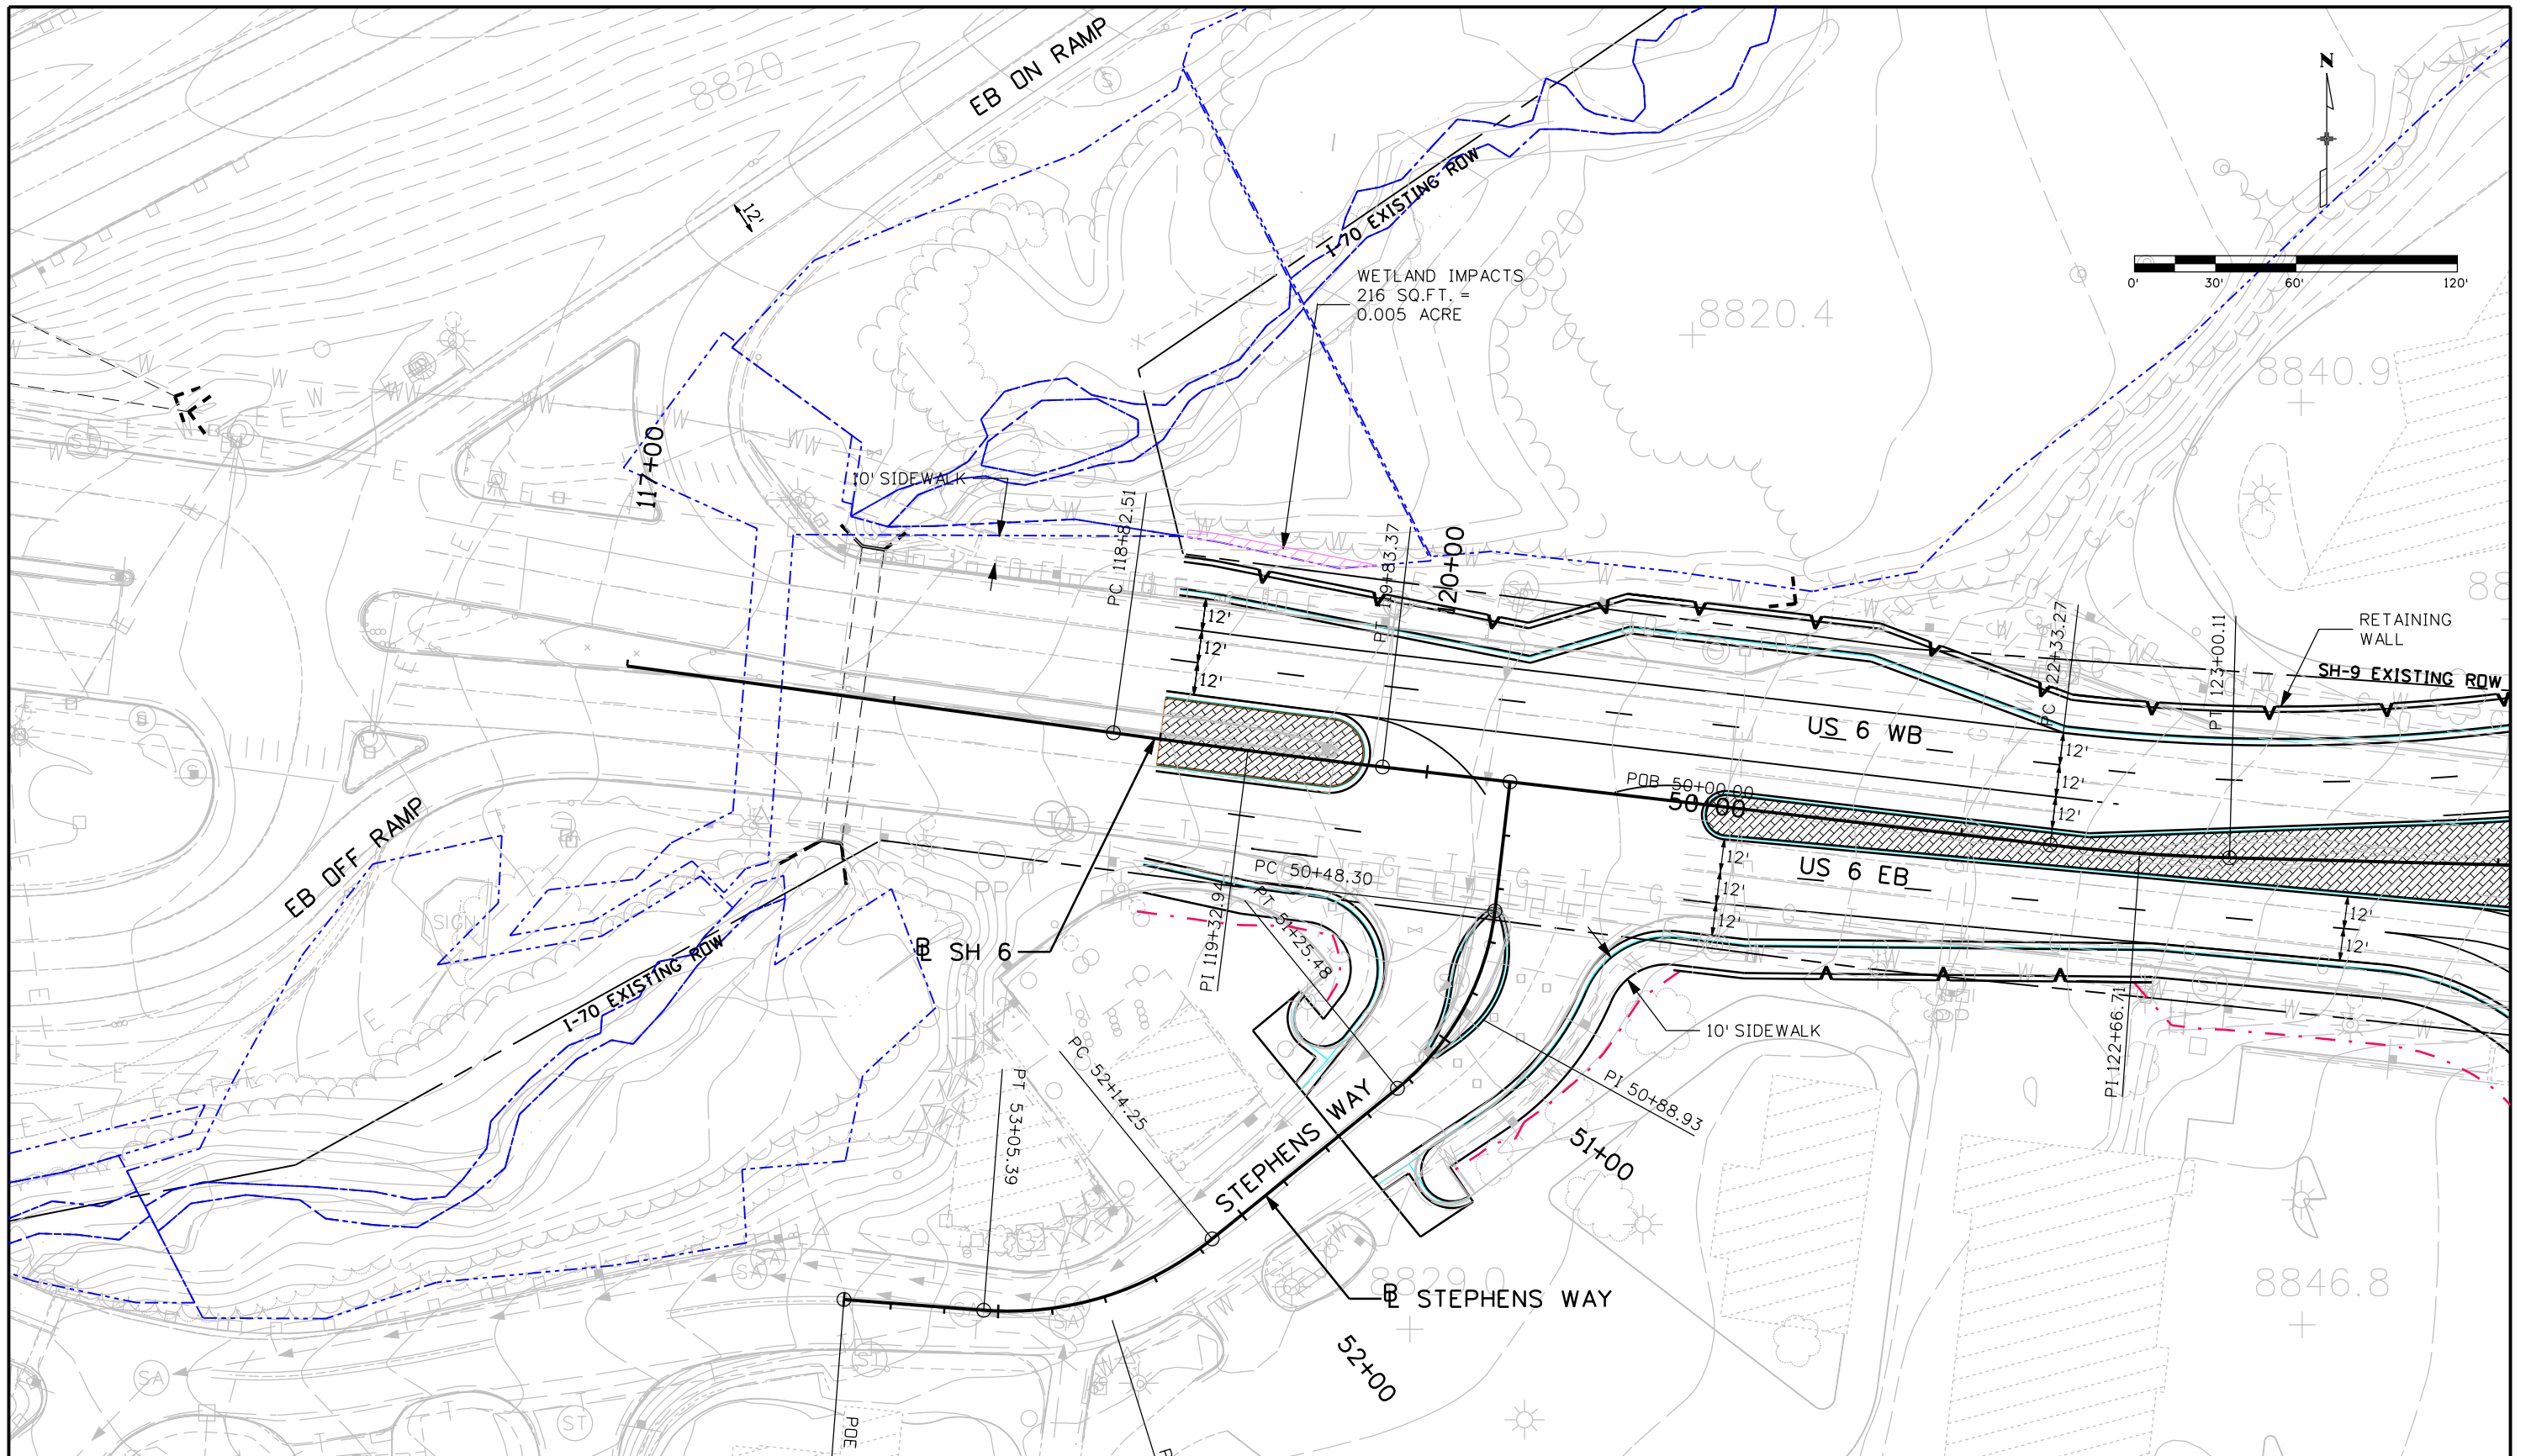 EB ON RAMP
8820
N
12'
I-70 EXISTING ROW
0' 30' 60' 120'
WETLAND IMPACTS
216 SQ.FT. =
0.005 ACRE
8820
8820.4
8840.9
117+00
10' SIDEWALK
PC 118+82.51
PT 119+83.37
120+00
PC 122+33.27
PT 123+00.11
RETAINING
WALL
SH-9 EXISTING ROW
12'
12'
12'
US 6 WB
POB 50+00.00
50+00
12'
12'
12'
EB OFF RAMP
SIGN
PC 50+48.30
PI 119+32.94
PT 51+25.48
US 6 EB
12'
12'
12'
12'
12'
BL SH 6
I-70 EXISTING ROW
10' SIDEWALK
PI 122+66.71
PI 50+88.93
PC 52+14.25
PT 53+05.39
51+00
STEPHENS WAY
8829.0
8846.8
BL STEPHENS WAY
52+00
POE